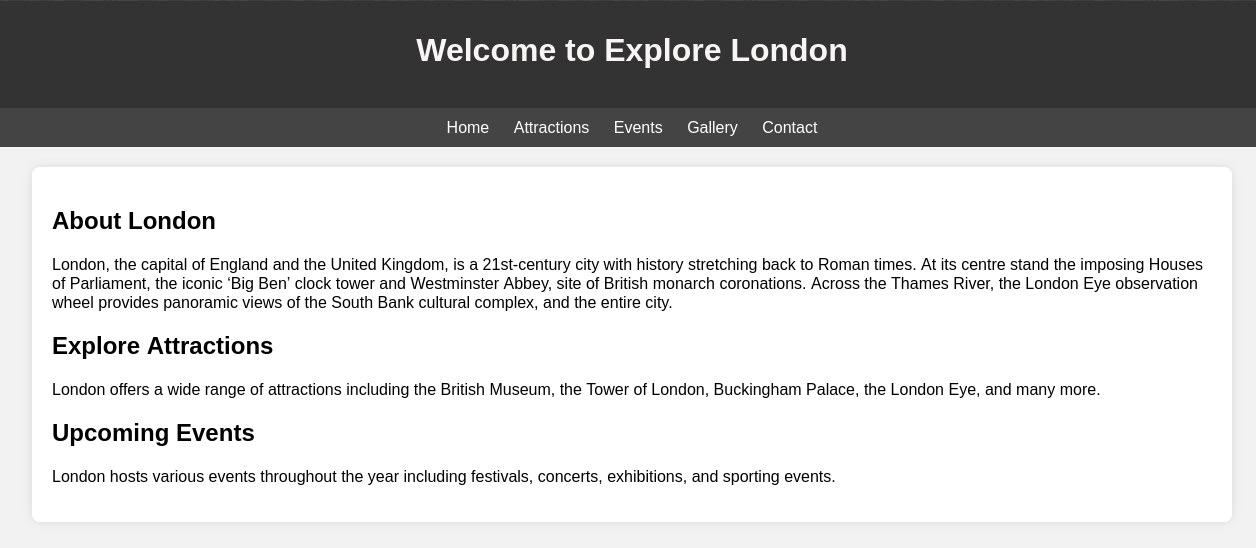 Welcome to Explore London
Home Attractions Events Gallery Contact
About London
London, the capital of England and the United Kingdom, is a 21st-century city with history stretching back to Roman times. At its centre stand the imposing Houses
of Parliament, the iconic ‘Big Ben’ clock tower and Westminster Abbey, site of British monarch coronations. Across the Thames River, the London Eye observation
wheel provides panoramic views of the South Bank cultural complex, and the entire city.
Explore Attractions
London offers a wide range of attractions including the British Museum, the Tower of London, Buckingham Palace, the London Eye, and many more.
Upcoming Events
London hosts various events throughout the year including festivals, concerts, exhibitions, and sporting events.